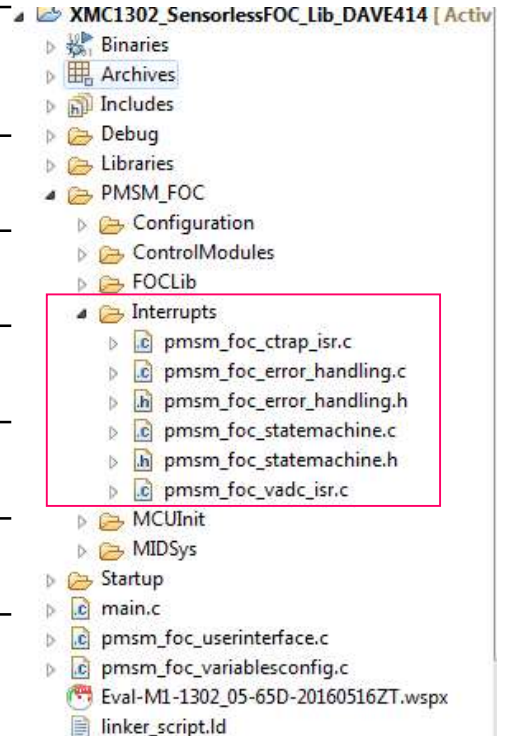 XMC1302_SensorlessFOC_Lib_DAVE414 [ Activ
Binaries
Archives
Includes
Debug
Libraries
PMSM_FOC
Configuration
ControlModules
FOCLib
Interrupts
pmsm_foc_ctrap_isr.c
pmsm_foc_error_handling.c
pmsm_foc_error_handling.h
pmsm_foc_statemachine.c
pmsm_foc_statemachine.h
pmsm_foc_vadc_isr.c
MCUInit
MIDSys
Startup
main.c
pmsm_foc_userinterface.c
pmsm_foc_variablesconfig.c
Eval-M1-1302_05-65D-20160516ZT.wspx
linker_script.ld